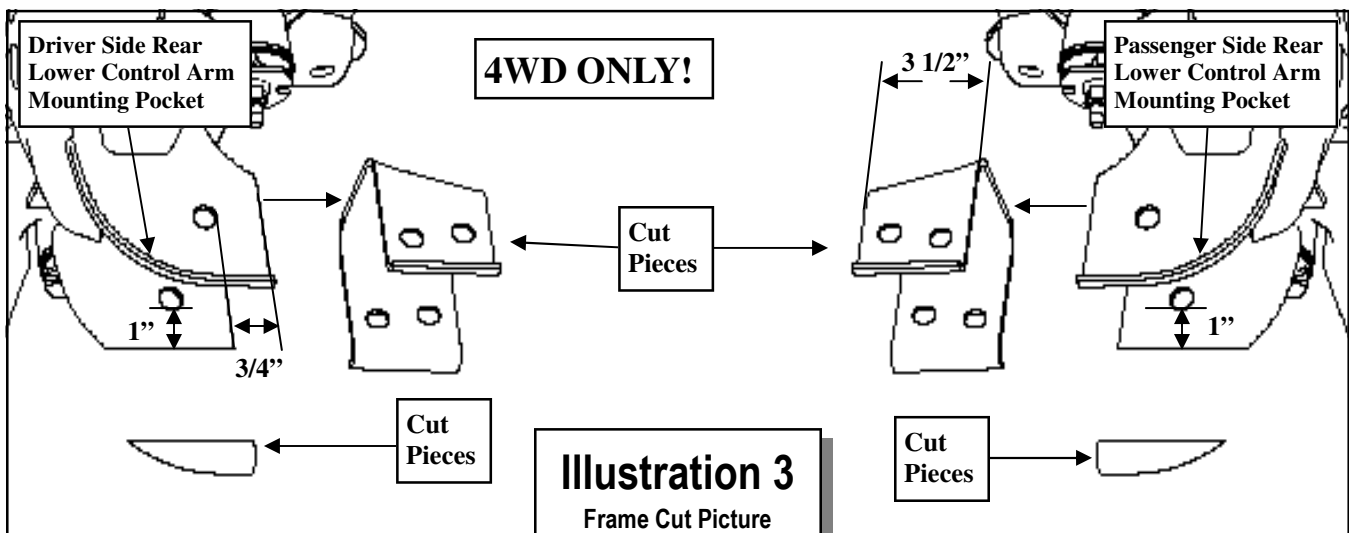 Driver Side Rear
Lower Control Arm
Mounting Pocket
4WD ONLY!
3 1/2”
Passenger Side Rear
Lower Control Arm
Mounting Pocket
Cut
Pieces
1”
3/4”
1”
Cut
Pieces
Cut
Pieces
Illustration 3
Frame Cut Picture